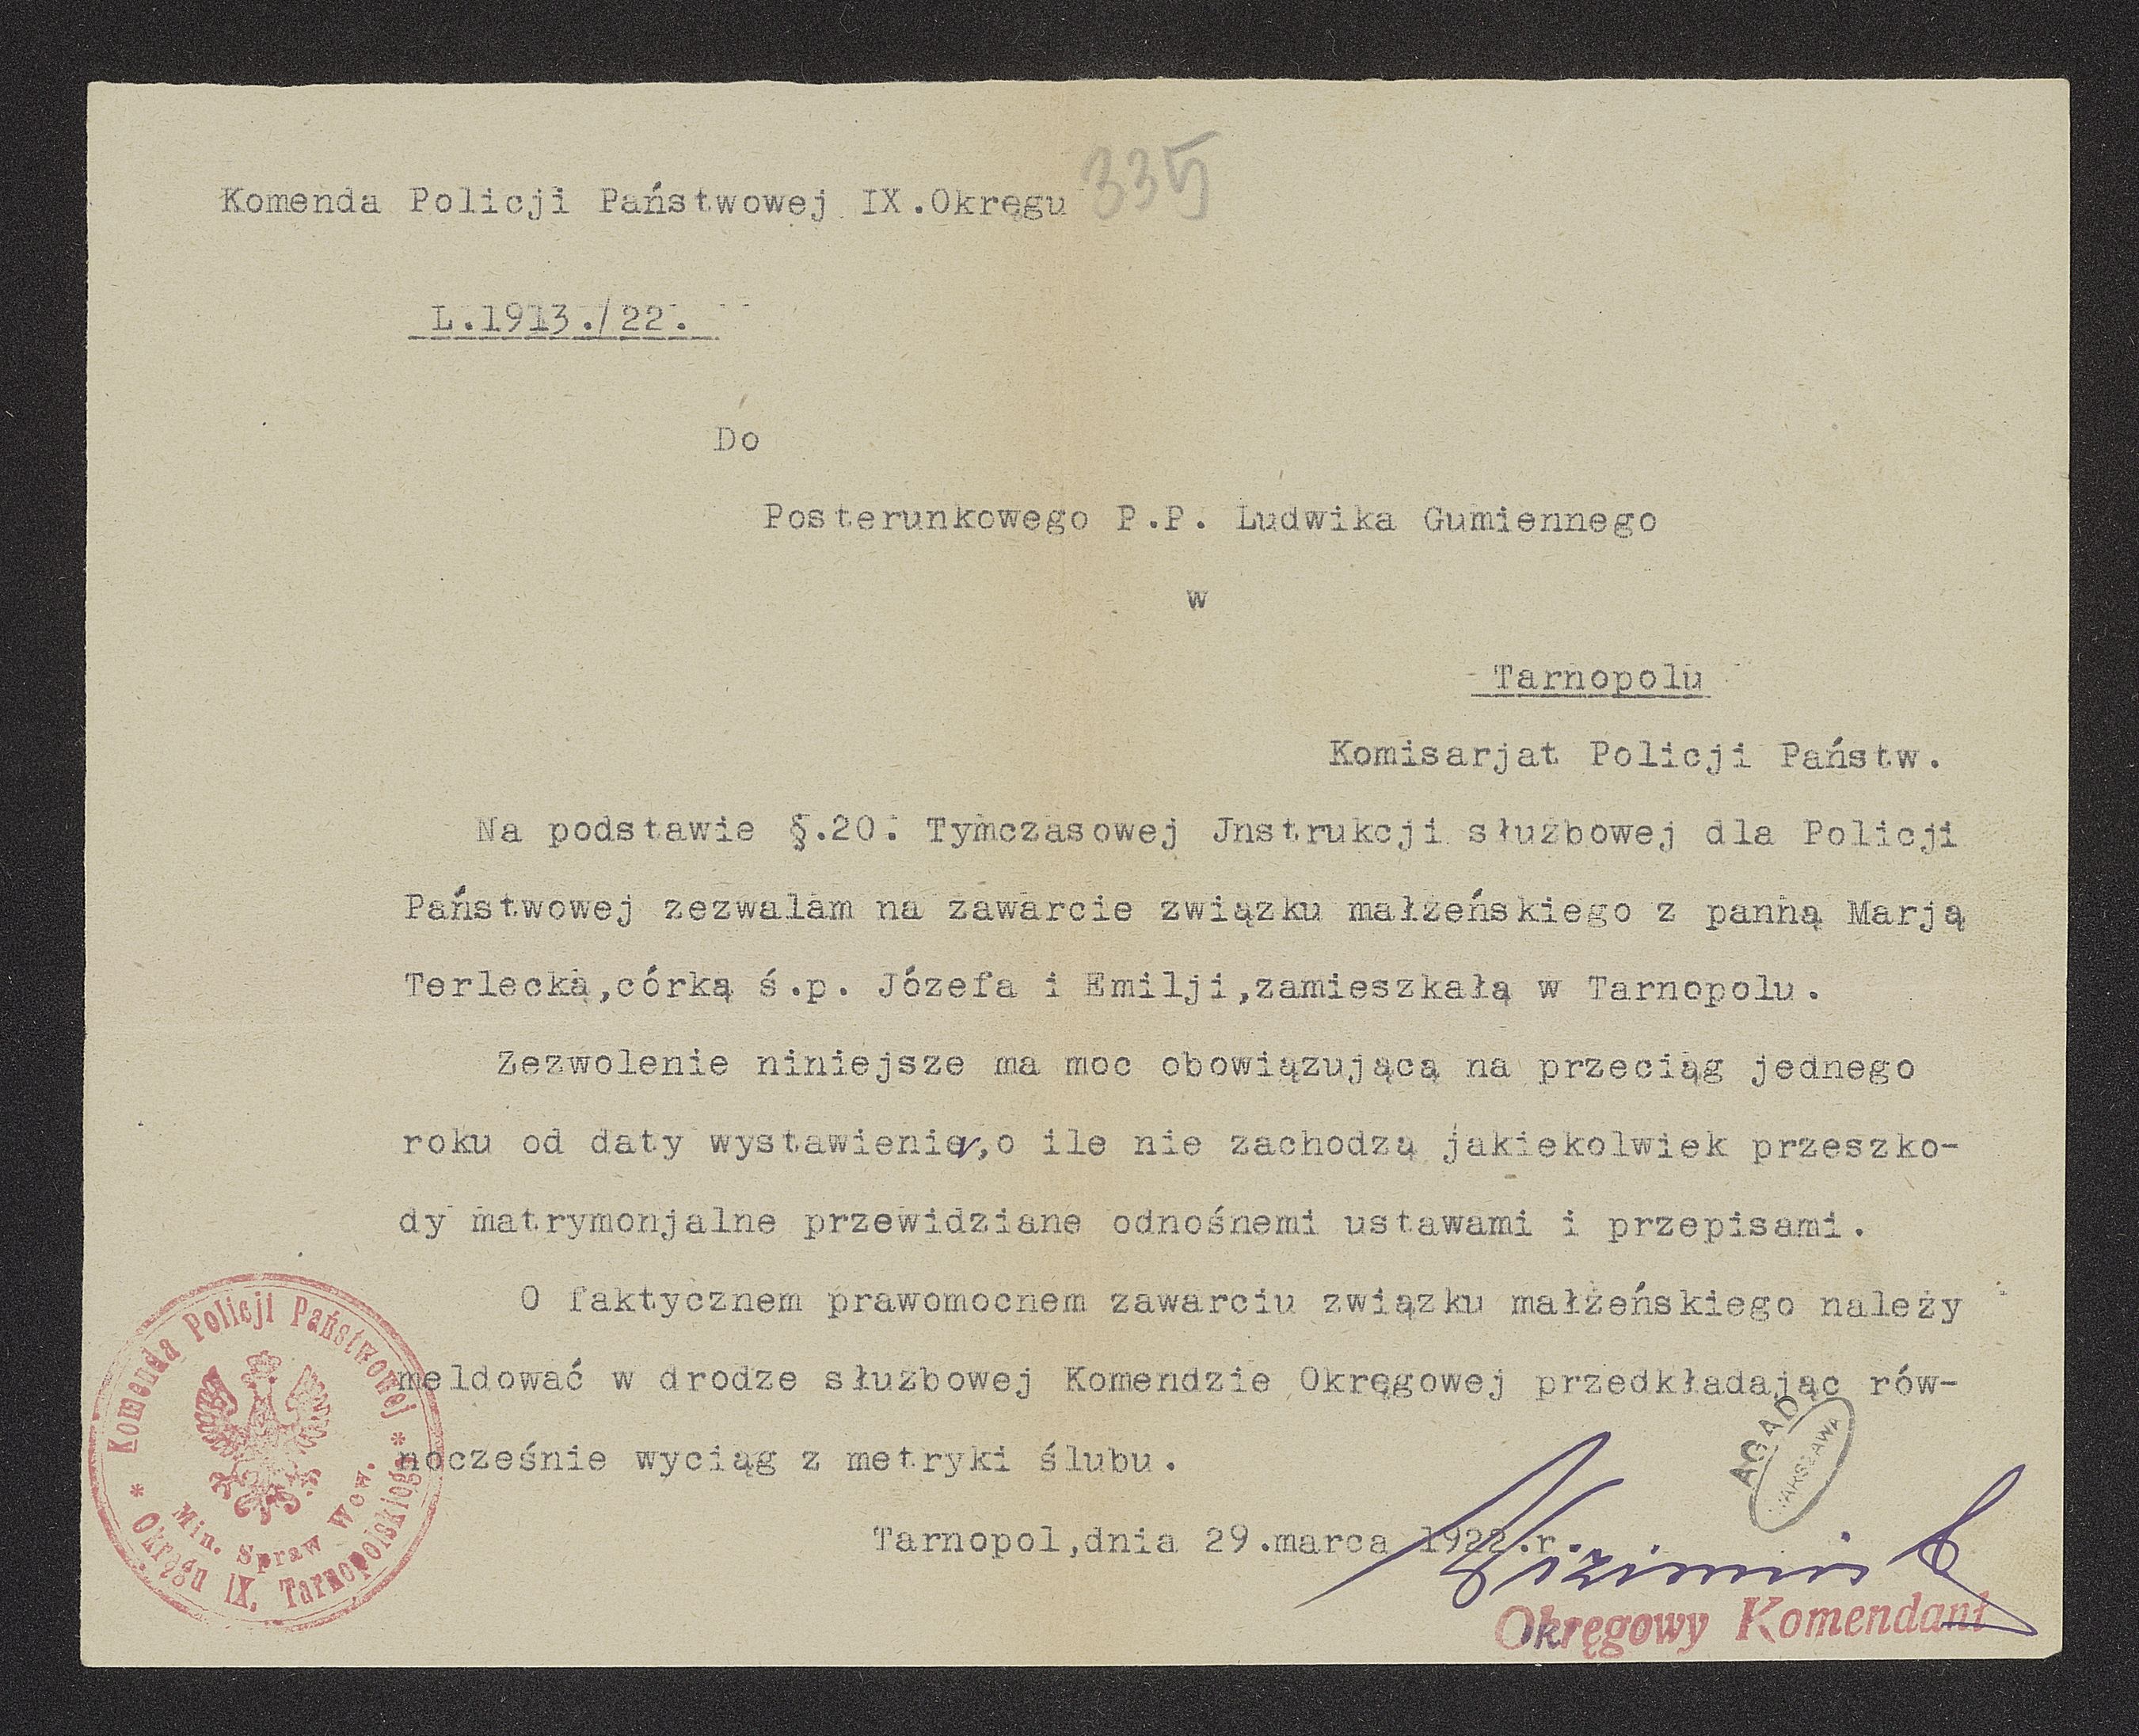 335
Komenda Policji Państwowej IX.Okręgu
L.1913./22.
Do
Posterunkowego P.P. Ludwika Gumiennego
w
Tarnopolu
Komisarjat Policji Państw.
Na podstawie §.20. Tymczasowej Jnstrukcji służbowej dla Policji
Państwowej zezwalam na zawarcie związku małżeńskiego z panną Marją
Terlecką,córką ś.p. Józefa i Emilji,zamieszkałą w Tarnopolu.
Zezwolenie niniejsze ma moc obowiązującą na przeciąg jednego
roku od daty wystawienia,o ile nie zachodzą jakiekolwiek przeszko-
dy matrymonjalne przewidziane odnośnemi ustawami i przepisami.
O faktycznem prawomocnem zawarciu związku małżeńskiego należy
meldować w drodze służbowej Komendzie Okręgowej przedkładając rów-
nocześnie wyciąg z metryki ślubu.
Tarnopol,dnia 29.marca 1922.r.
Okręgowy Komendant
* Komenda Policji Państwowej *
Okręgu IX. Tarnopolskiego
Min. Spraw Wew.
AGAD
WARSZAWA